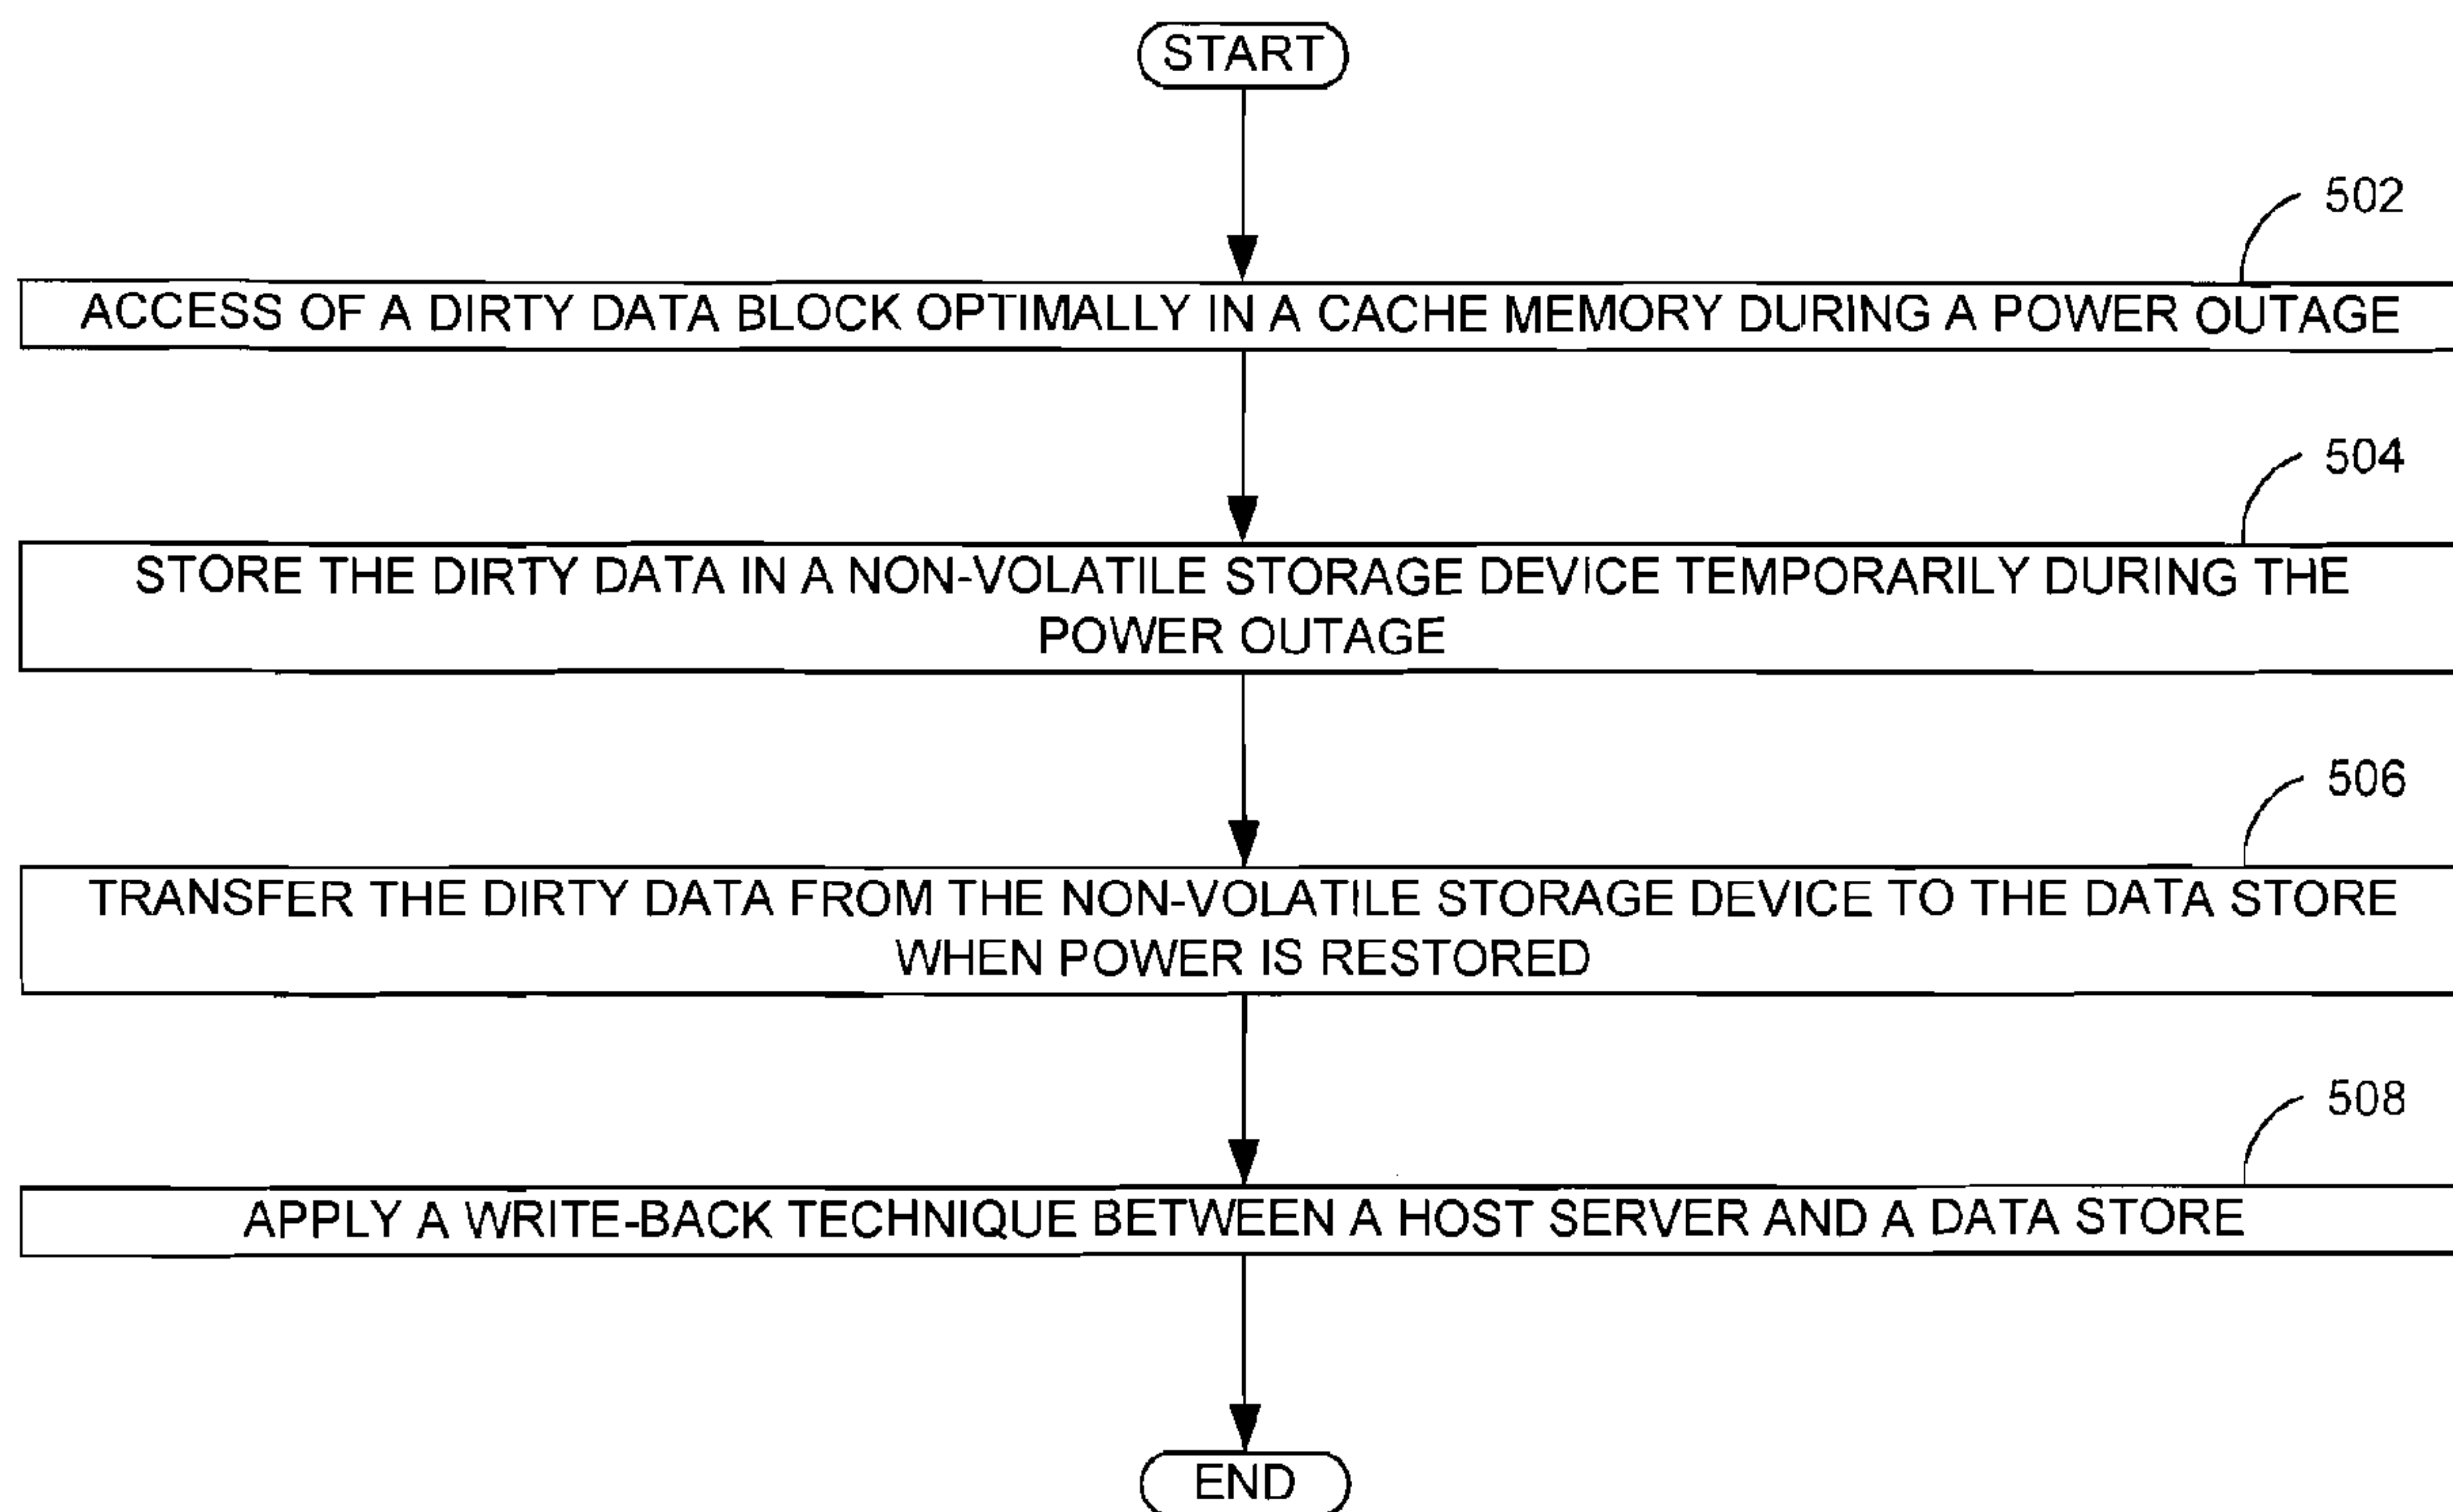 START
502
ACCESS OF A DIRTY DATA BLOCK OPTIMALLY IN A CACHE MEMORY DURING A POWER OUTAGE
504
STORE THE DIRTY DATA IN A NON-VOLATILE STORAGE DEVICE TEMPORARILY DURING THE
POWER OUTAGE
506
TRANSFER THE DIRTY DATA FROM THE NON-VOLATILE STORAGE DEVICE TO THE DATA STORE
WHEN POWER IS RESTORED
508
APPLY A WRITE-BACK TECHNIQUE BETWEEN A HOST SERVER AND A DATA STORE
END